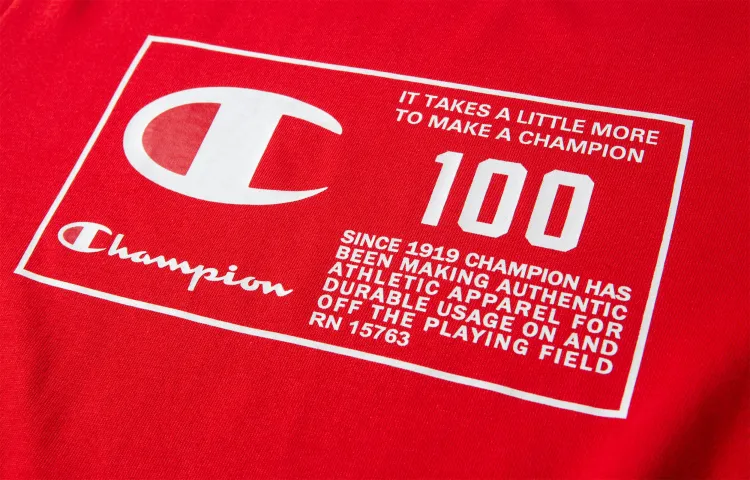 IT TAKES A LITTLE MORE
TO MAKE A CHAMPION
100
Champion
SINCE 1919 CHAMPION HAS
BEEN MAKING AUTHENTIC
ATHLETIC APPAREL FOR
DURABLE USAGE ON AND
OFF THE PLAYING FIELD
RN 15763